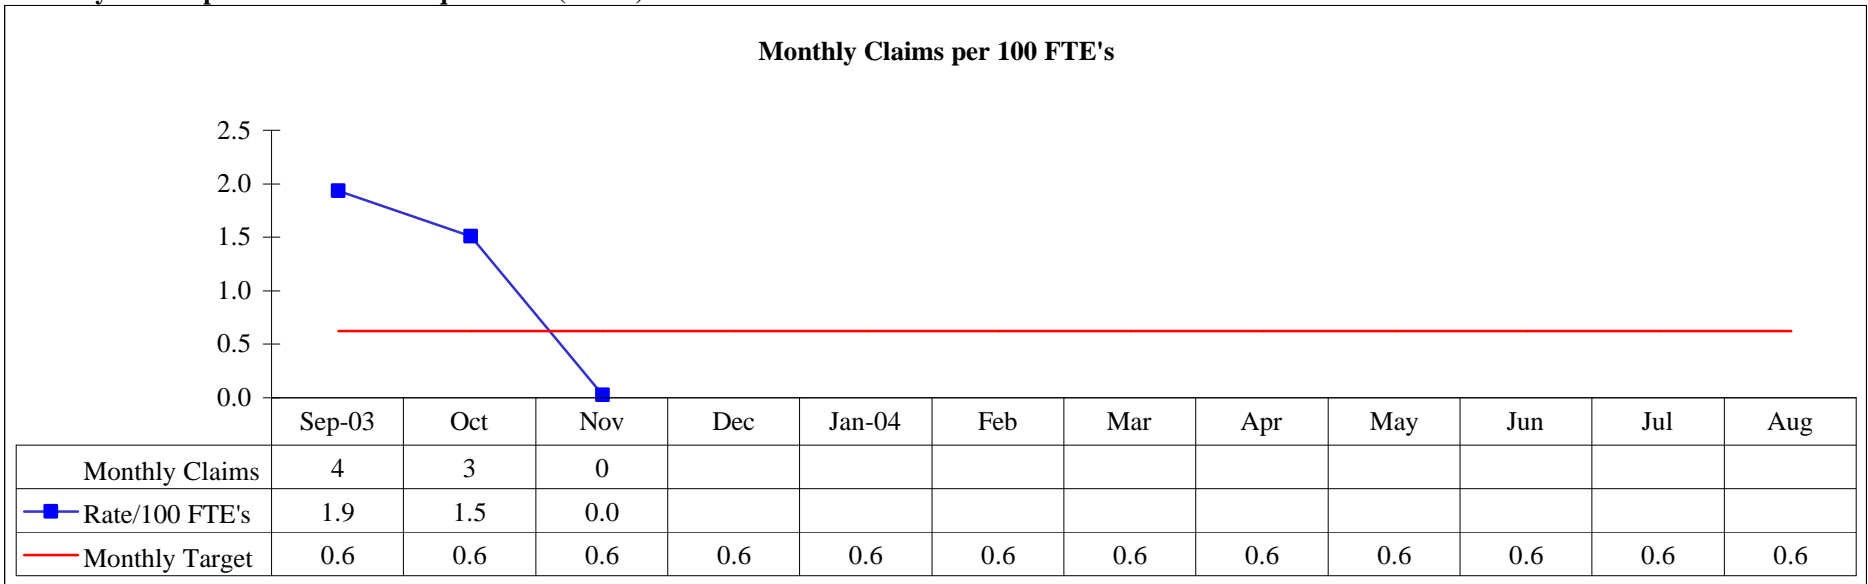 Monthly Claims per 100 FTE's
2.5
2.0
1.5
1.0
0.5
0.0
Sep-03 Oct Nov Dec Jan-04 Feb Mar Apr May Jun Jul Aug
Monthly Claims 4 3 0
Rate/100 FTE's 1.9 1.5 0.0
Monthly Target 0.6 0.6 0.6 0.6 0.6 0.6 0.6 0.6 0.6 0.6 0.6 0.6